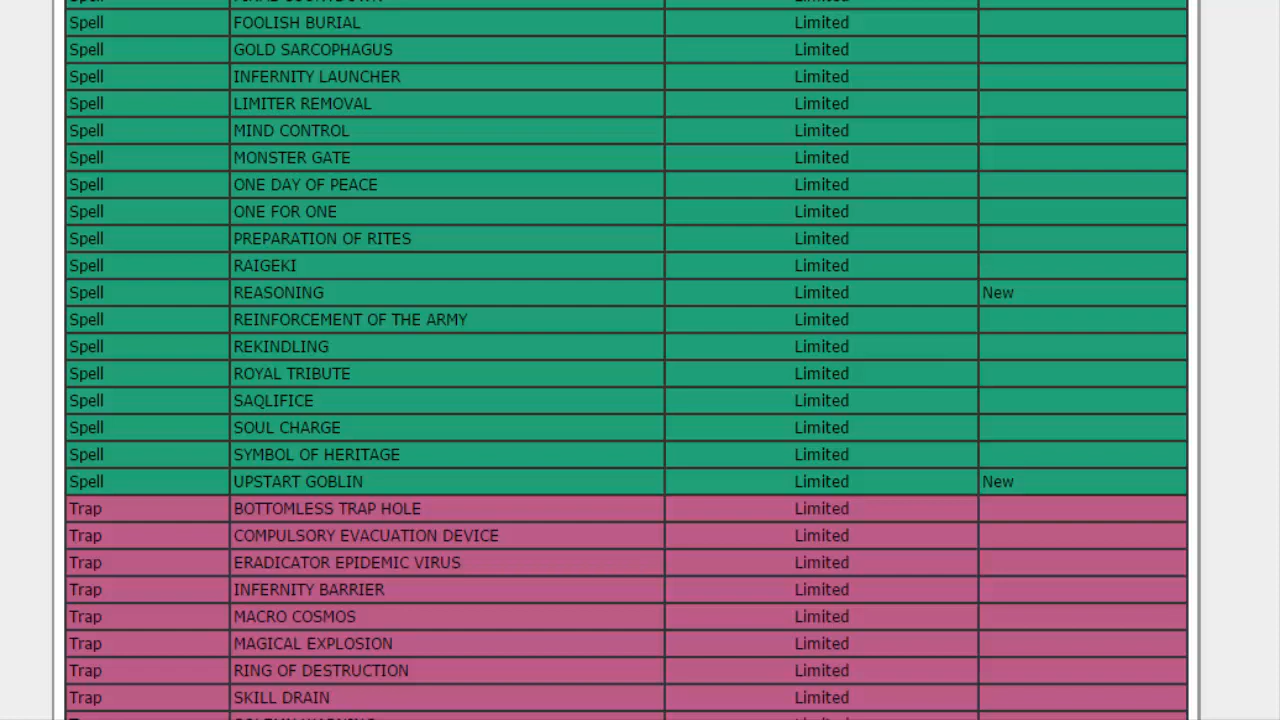 Spell FOOLISH BURIAL Limited
Spell GOLD SARCOPHAGUS Limited
Spell INFERNITY LAUNCHER Limited
Spell LIMITER REMOVAL Limited
Spell MIND CONTROL Limited
Spell MONSTER GATE Limited
Spell ONE DAY OF PEACE Limited
Spell ONE FOR ONE Limited
Spell PREPARATION OF RITES Limited
Spell RAIGEKI Limited
Spell REASONING Limited New
Spell REINFORCEMENT OF THE ARMY Limited
Spell REKINDLING Limited
Spell ROYAL TRIBUTE Limited
Spell SAQLIFICE Limited
Spell SOUL CHARGE Limited
Spell SYMBOL OF HERITAGE Limited
Spell UPSTART GOBLIN Limited New
Trap BOTTOMLESS TRAP HOLE Limited
Trap COMPULSORY EVACUATION DEVICE Limited
Trap ERADICATOR EPIDEMIC VIRUS Limited
Trap INFERNITY BARRIER Limited
Trap MACRO COSMOS Limited
Trap MAGICAL EXPLOSION Limited
Trap RING OF DESTRUCTION Limited
Trap SKILL DRAIN Limited